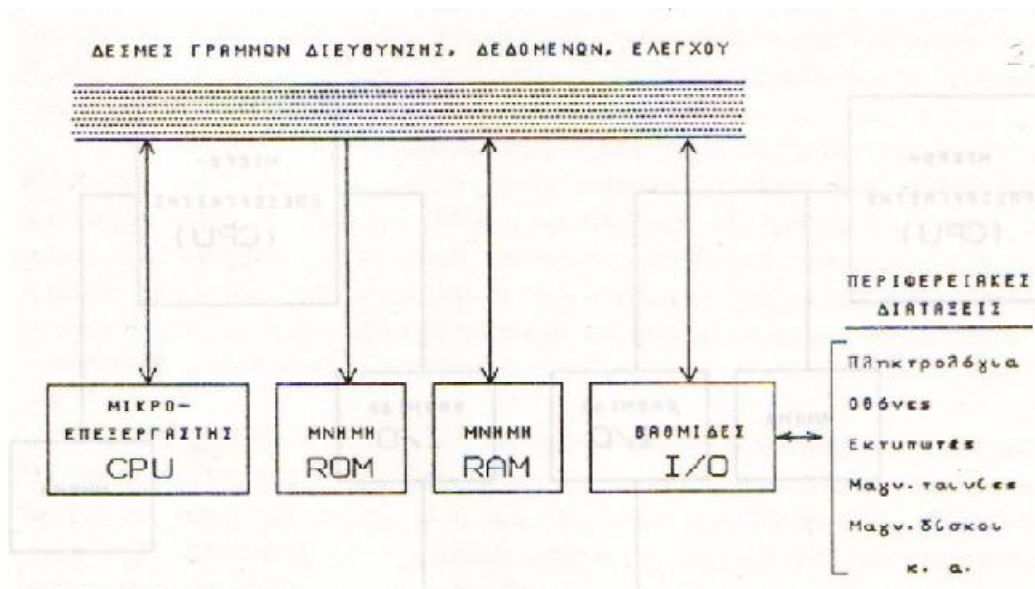 ΔΕΣΜΕΣ ΓΡΑΜΜΩΝ ΔΙΕΥΘΥΝΣΗΣ, ΔΕΔΟΜΕΝΩΝ, ΕΛΕΓΧΟΥ
ΜΙΚΡΟ-
ΕΠΕΞΕΡΓΑΣΤΗΣ
CPU
ΜΝΗΜΗ
ROM
ΜΝΗΜΗ
RAM
ΒΑΘΜΙΔΕΣ
I/O
ΠΕΡΙΦΕΡΕΙΑΚΕΣ
ΔΙΑΤΑΞΕΙΣ
Πληκτρολόγια
Οθόνες
Εκτυπωτές
Μαγν. ταινίες
Μαγν. δίσκοι
κ. α.